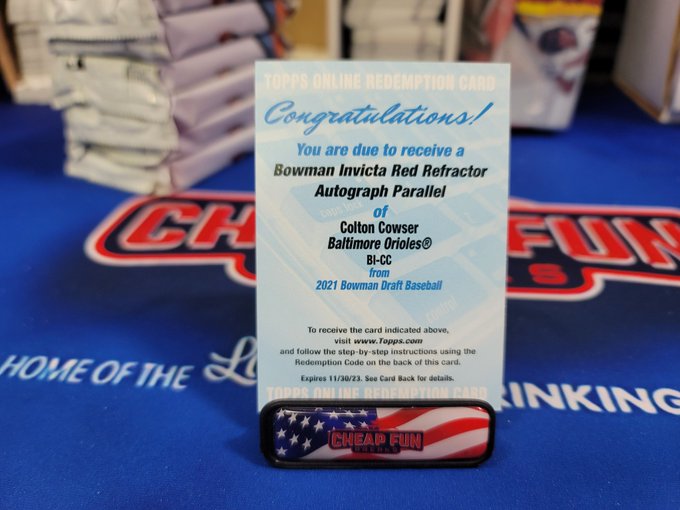 TOPPS ONLINE REDEMPTION CARD
Congratulations!
You are due to receive a
Bowman Invicta Red Refractor
Autograph Parallel
of
Colton Cowser
Baltimore Orioles®
BI-CC
from
2021 Bowman Draft Baseball
To receive the card indicated above,
visit www.Topps.com
and follow the step-by-step instructions using the
Redemption Code on the back of this card.
Expires 11/30/23. See Card Back for details.
TOPPS ONLINE REDEMPTION CARD
CHEAP FUN
BREAKS
CH
FUN
S
HOME OF THE
RINKING